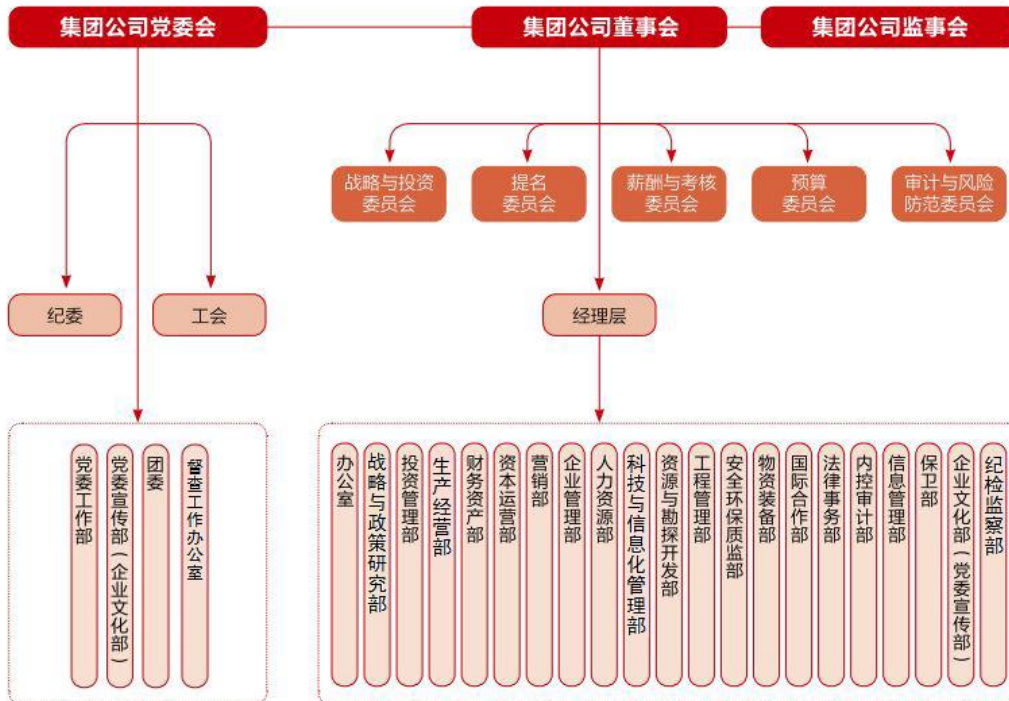 集团公司党委会
集团公司董事会
集团公司监事会
战略与投资
委员会
提名
委员会
薪酬与考核
委员会
预算
委员会
审计与风险
防范委员会
纪委
工会
经理层
党委工作部
党委宣传部(企业文化部)
团委
督查工作办公室
办公室
战略与政策研究部
投资管理部
生产经营部
财务资产部
资本运营部
营销部
企业管理部
人力资源部
科技与信息化管理部
资源与勘探开发部
工程管理部
安全环保质监部
物资装备部
国际合作部
法律事务部
内控审计部
信息管理部
保卫部
企业文化部(党委宣传部)
纪检监察部